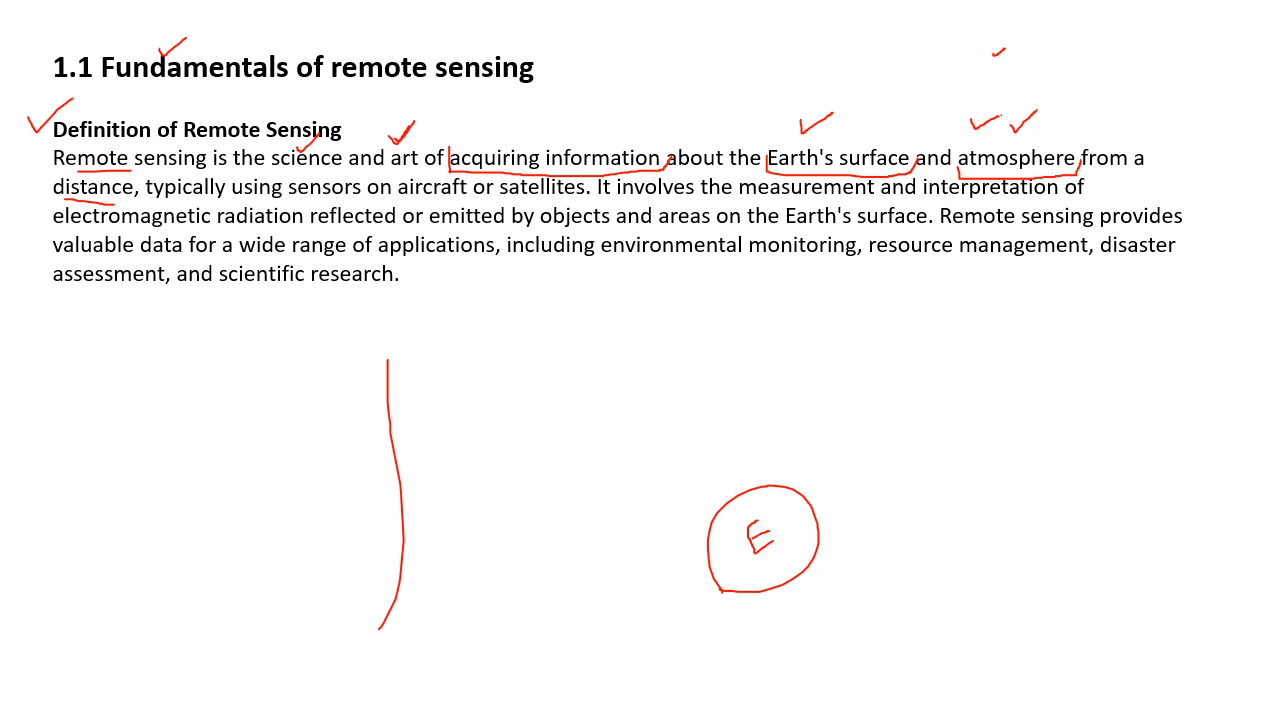 1.1 Fundamentals of remote sensing
Definition of Remote Sensing
Remote sensing is the science and art of acquiring information about the Earth's surface and atmosphere from a
distance, typically using sensors on aircraft or satellites. It involves the measurement and interpretation of
electromagnetic radiation reflected or emitted by objects and areas on the Earth's surface. Remote sensing provides
valuable data for a wide range of applications, including environmental monitoring, resource management, disaster
assessment, and scientific research.
E